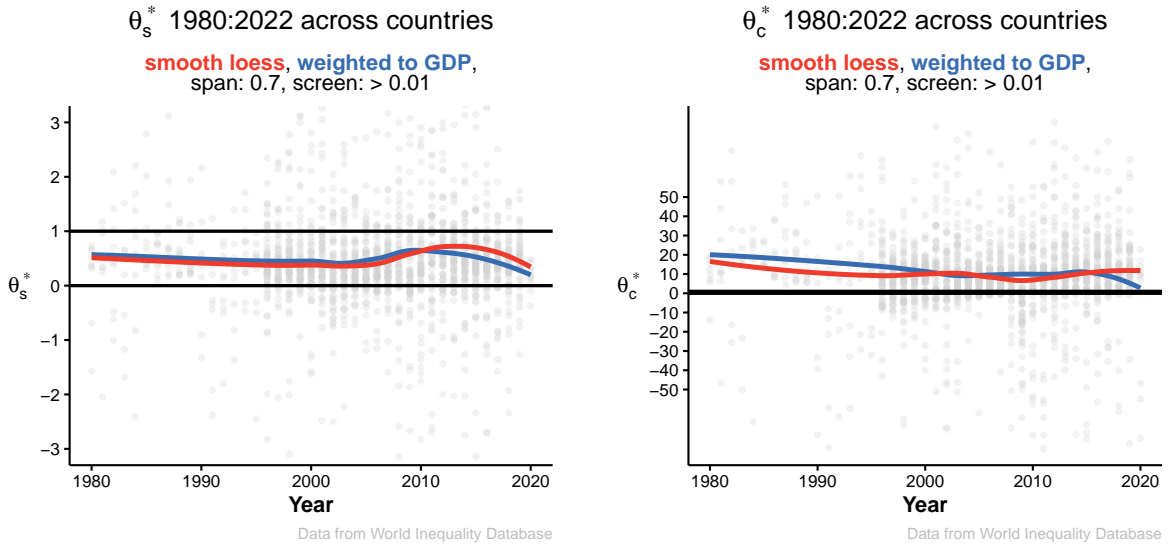 θs* 1980:2022 across countries
smooth loess, weighted to GDP,
span: 0.7, screen: > 0.01
3
2
1
0
−1
−2
−3
θs*
1980 1990 2000 2010 2020
Year
Data from World Inequality Database
θc* 1980:2022 across countries
smooth loess, weighted to GDP,
span: 0.7, screen: > 0.01
50
40
30
20
10
0
−10
−20
−30
−40
−50
θc*
1980 1990 2000 2010 2020
Year
Data from World Inequality Database